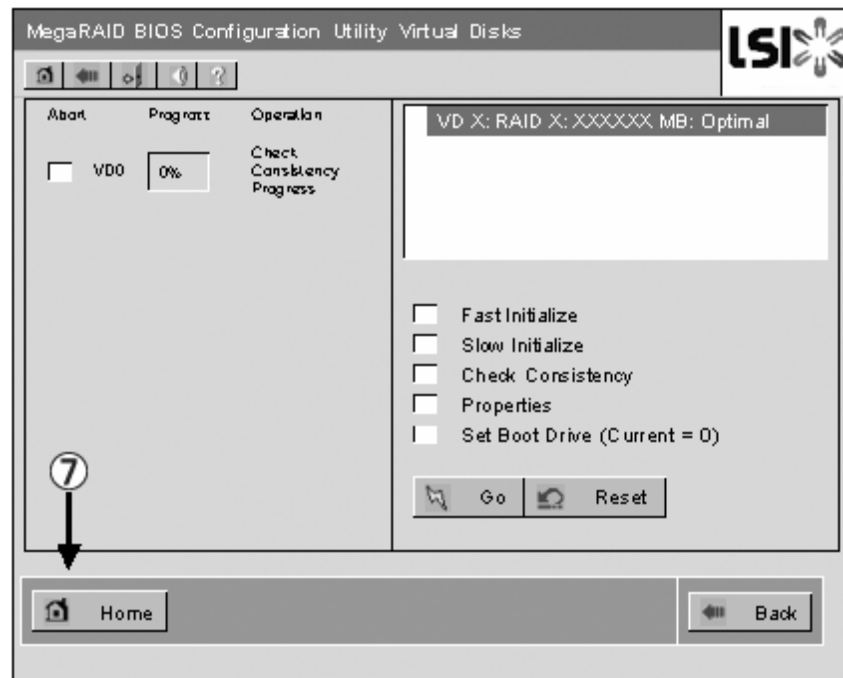 MegaRAID BIOS Configuration Utility Virtual Disks
LSI
Abort Progress Operation
VD0 0% Check Consistency Progress
VD X: RAID X: XXXXXX MB: Optimal
Fast Initialize
Slow Initialize
Check Consistency
Properties
Set Boot Drive (Current = 0)
Go Reset
⑦
Home Back